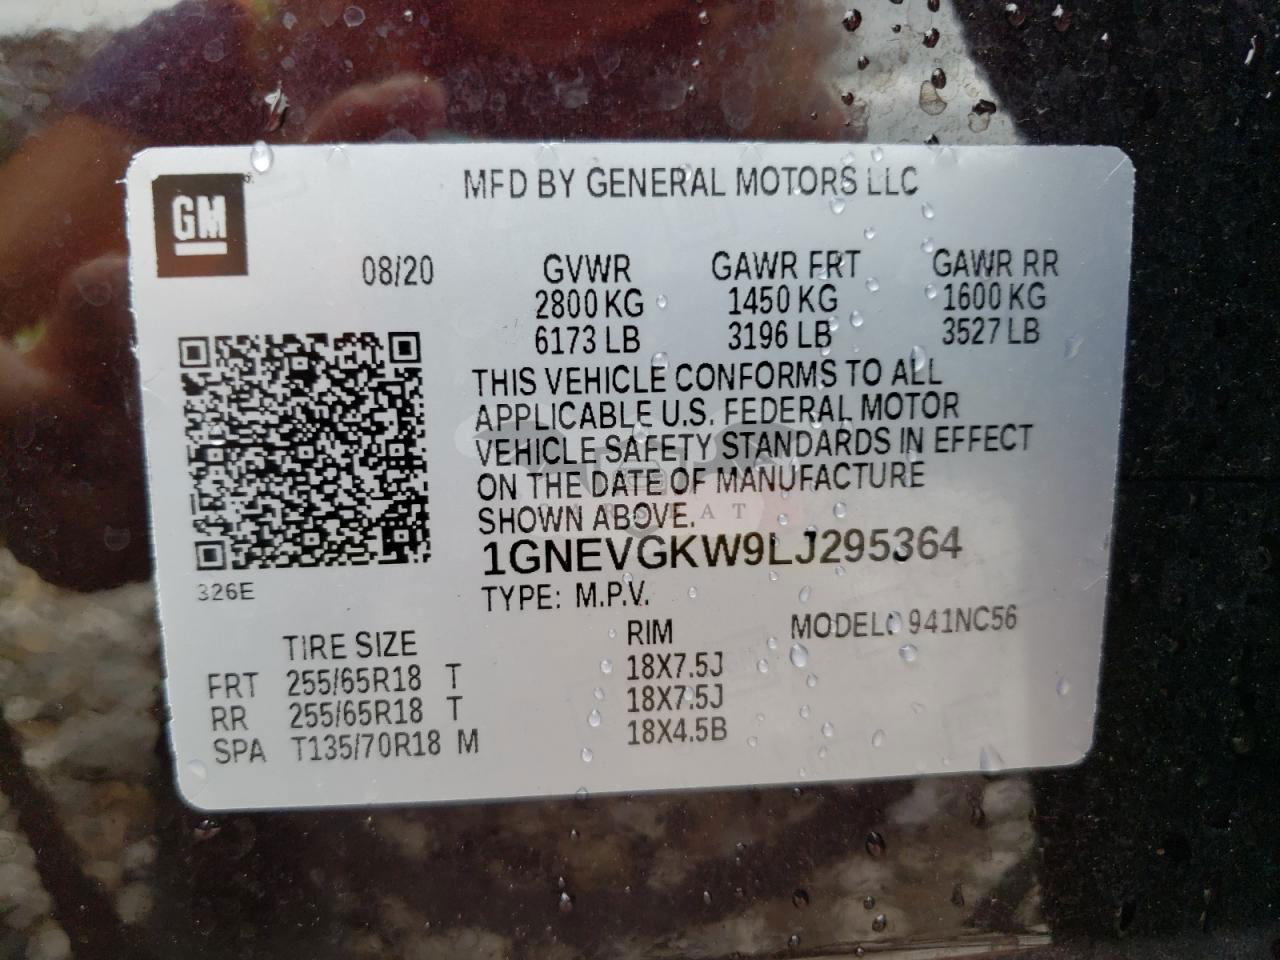 GM
MFD BY GENERAL MOTORS LLC
08/20 GVWR GAWR FRT GAWR RR
2800 KG 1450 KG 1600 KG
6173 LB 3196 LB 3527 LB
THIS VEHICLE CONFORMS TO ALL
APPLICABLE U.S. FEDERAL MOTOR
VEHICLE SAFETY STANDARDS IN EFFECT
ON THE DATE OF MANUFACTURE
SHOWN ABOVE.
1GNEVGKW9LJ295364
326E
TYPE: M.P.V.
TIRE SIZE RIM MODEL: 941NC56
FRT 255/65R18 T 18X7.5J
RR 255/65R18 T 18X7.5J
SPA T135/70R18 M 18X4.5B